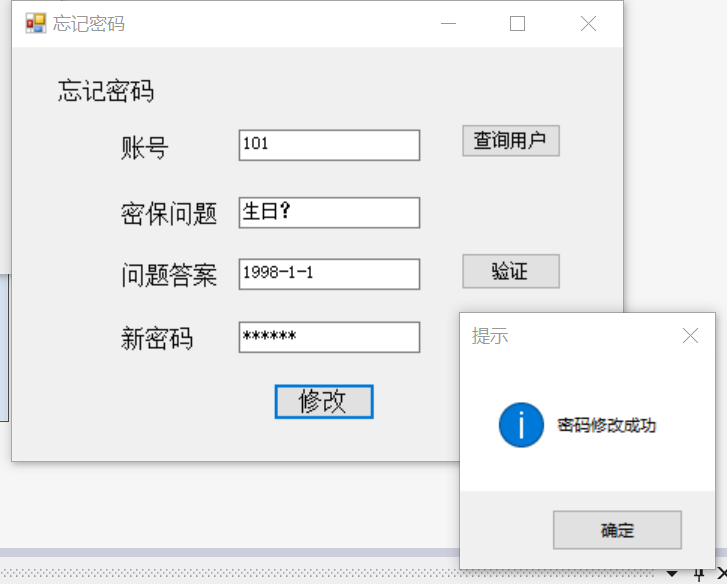 忘记密码
忘记密码
账号 101 查询用户
密保问题 生日?
问题答案 1998-1-1 验证
新密码 ******
修改
提示
密码修改成功
确定